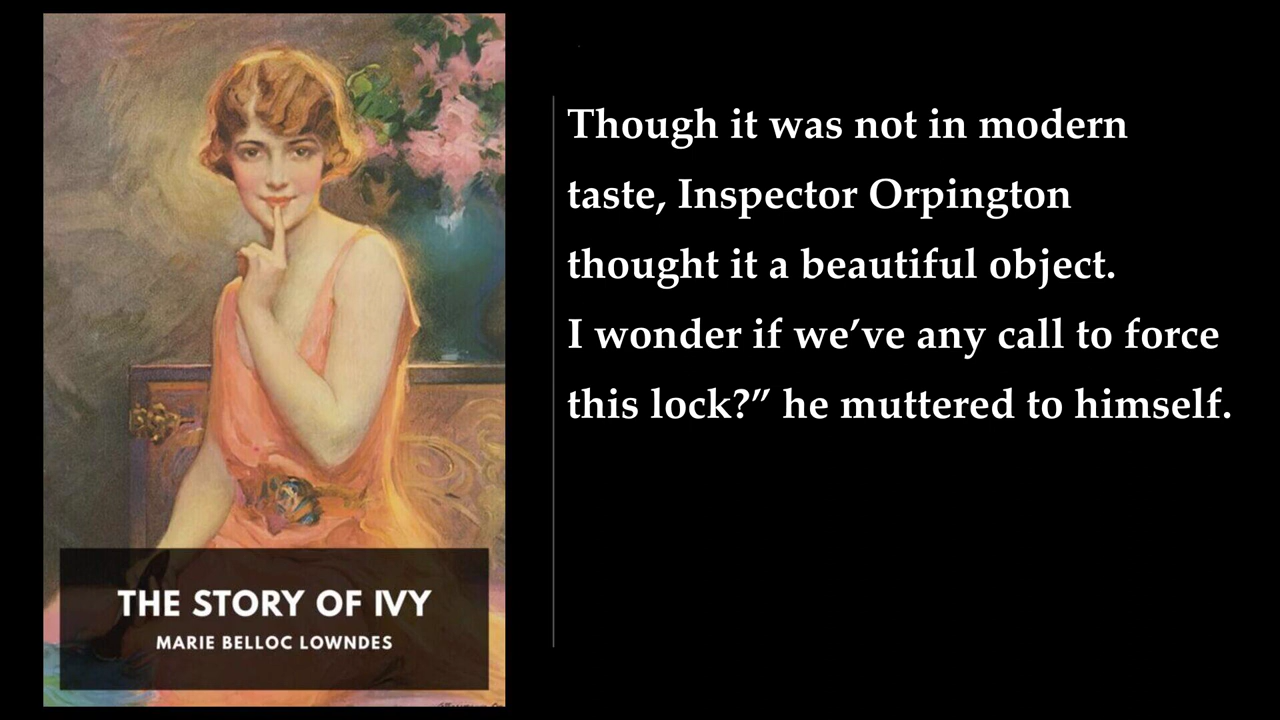 Though it was not in modern
taste, Inspector Orpington
thought it a beautiful object.
I wonder if we’ve any call to force
this lock?” he muttered to himself.
THE STORY OF IVY
MARIE BELLOC LOWNDES